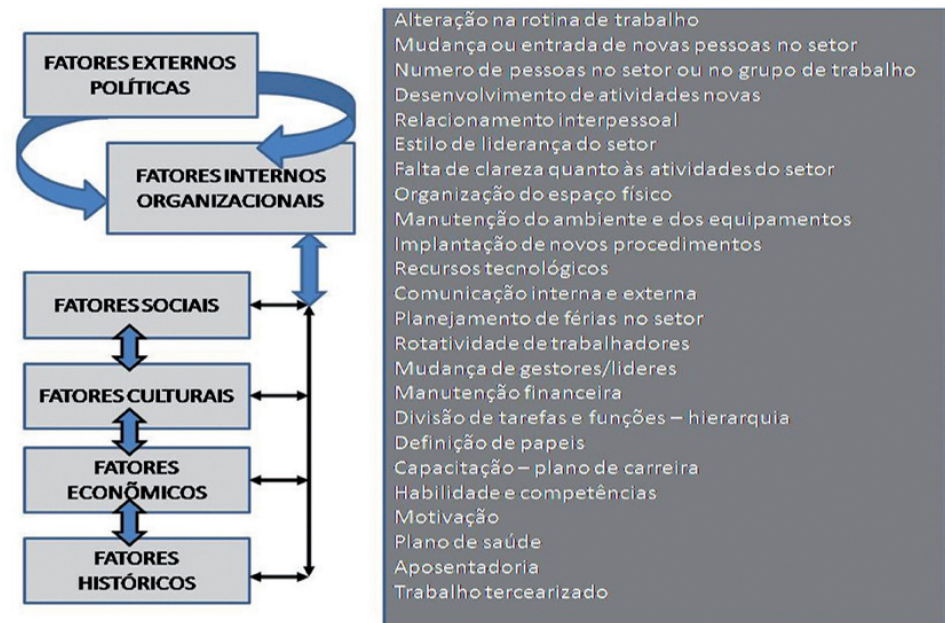 FATORES EXTERNOS
POLÍTICAS
FATORES INTERNOS
ORGANIZACIONAIS
FATORES SOCIAIS
FATORES CULTURAIS
FATORES
ECONÕMICOS
FATORES
HISTÓRICOS
Alteração na rotina de trabalho
Mudança ou entrada de novas pessoas no setor
Numero de pessoas no setor ou no grupo de trabalho
Desenvolvimento de atividades novas
Relacionamento interpessoal
Estilo de liderança do setor
Falta de clareza quanto às atividades do setor
Organização do espaço físico
Manutenção do ambiente e dos equipamentos
Implantação de novos procedimentos
Recursos tecnológicos
Comunicação interna e externa
Planejamento de férias no setor
Rotatividade de trabalhadores
Mudança de gestores/lideres
Manutenção financeira
Divisão de tarefas e funções – hierarquia
Definição de papeis
Capacitação – plano de carreira
Habilidade e competências
Motivação
Plano de saúde
Aposentadoria
Trabalho tercearizado